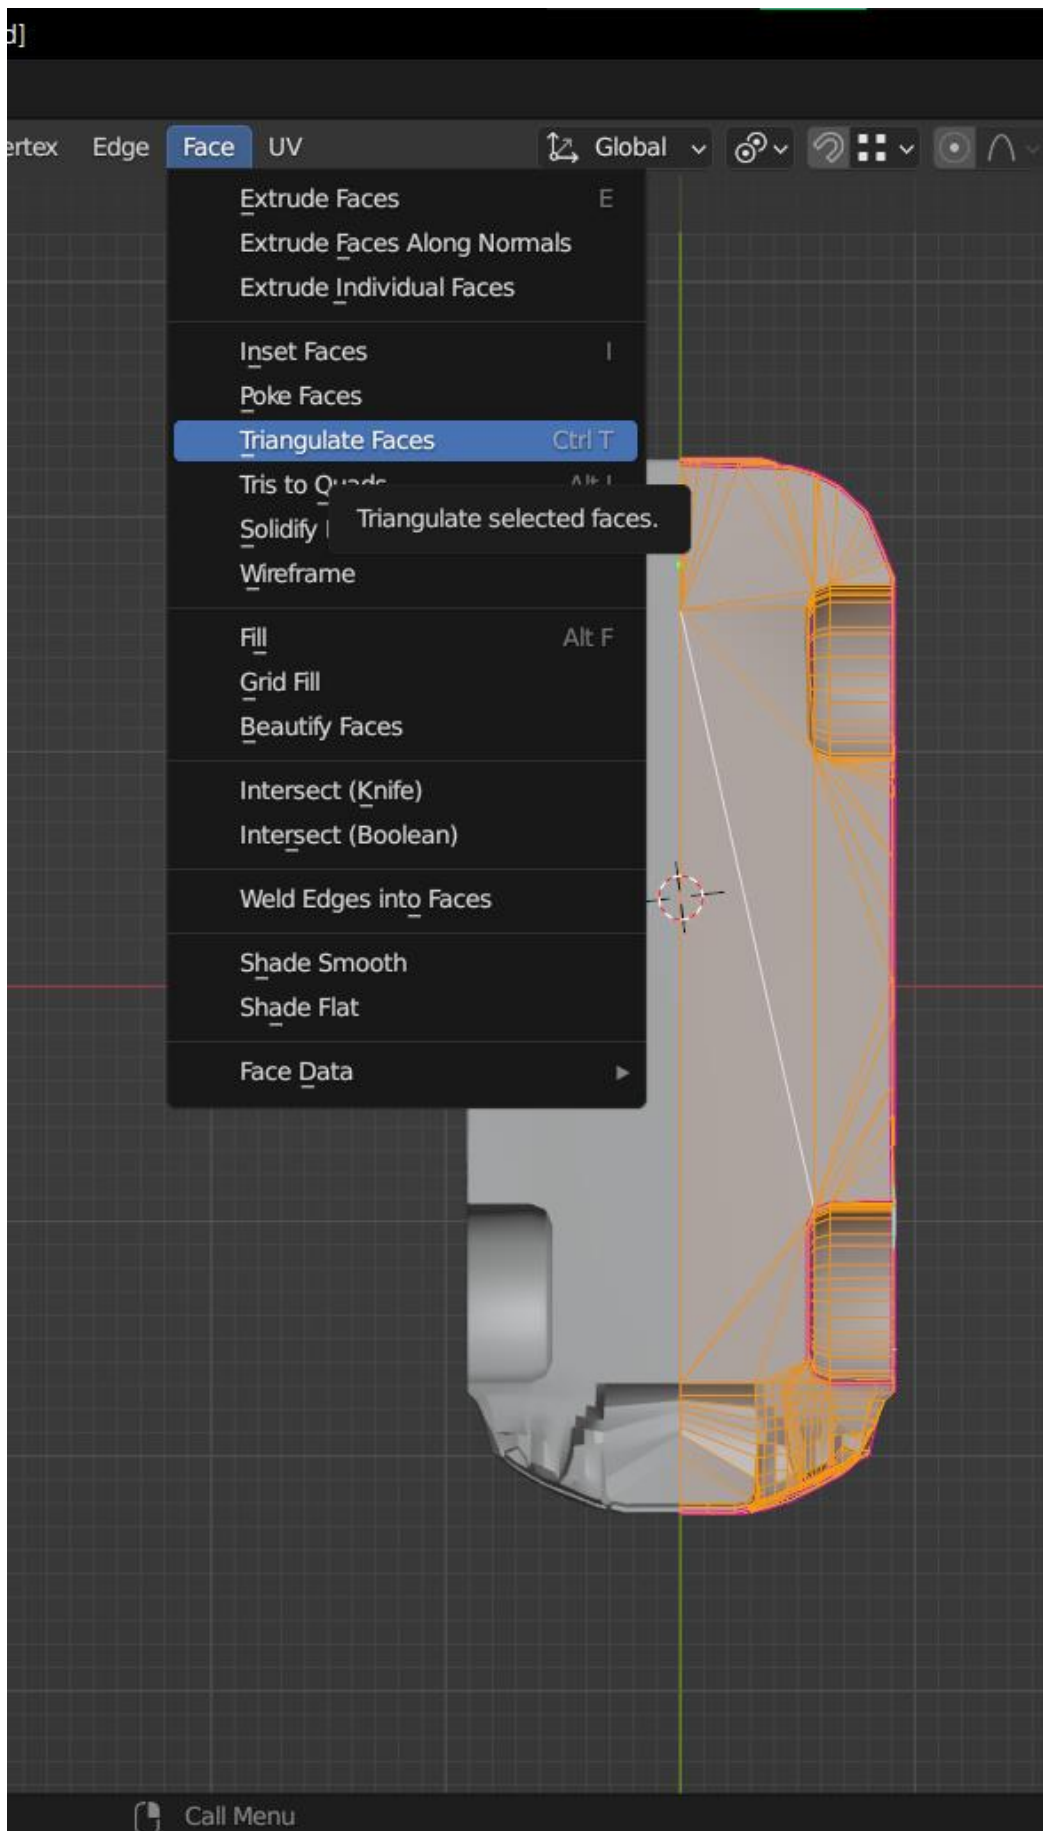 d]
ertex Edge Face UV Global
Extrude Faces E
Extrude Faces Along Normals
Extrude Individual Faces
Inset Faces I
Poke Faces
Triangulate Faces Ctrl T
Tris to Quads Alt J
Solidify
Triangulate selected faces.
Wireframe
Fill Alt F
Grid Fill
Beautify Faces
Intersect (Knife)
Intersect (Boolean)
Weld Edges into Faces
Shade Smooth
Shade Flat
Face Data
Call Menu